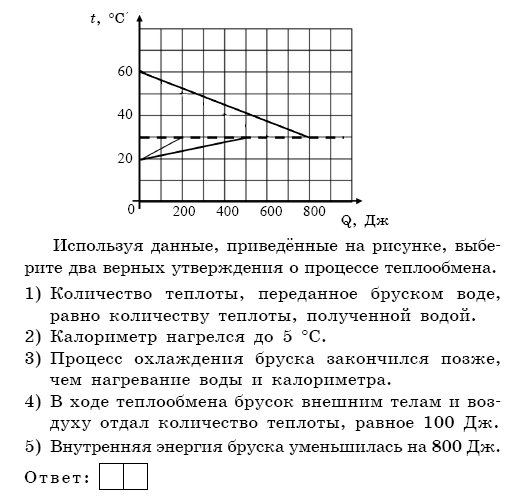 t, °C
60
40
20
0
200 400 600 800
Q, Дж
Используя данные, приведённые на рисунке, выбе-
рите два верных утверждения о процессе теплообмена.
1) Количество теплоты, переданное бруском воде,
равно количеству теплоты, полученной водой.
2) Калориметр нагрелся до 5 °C.
3) Процесс охлаждения бруска закончился позже,
чем нагревание воды и калориметра.
4) В ходе теплообмена брусок внешним телам и воз-
духу отдал количество теплоты, равное 100 Дж.
5) Внутренняя энергия бруска уменьшилась на 800 Дж.
Ответ: